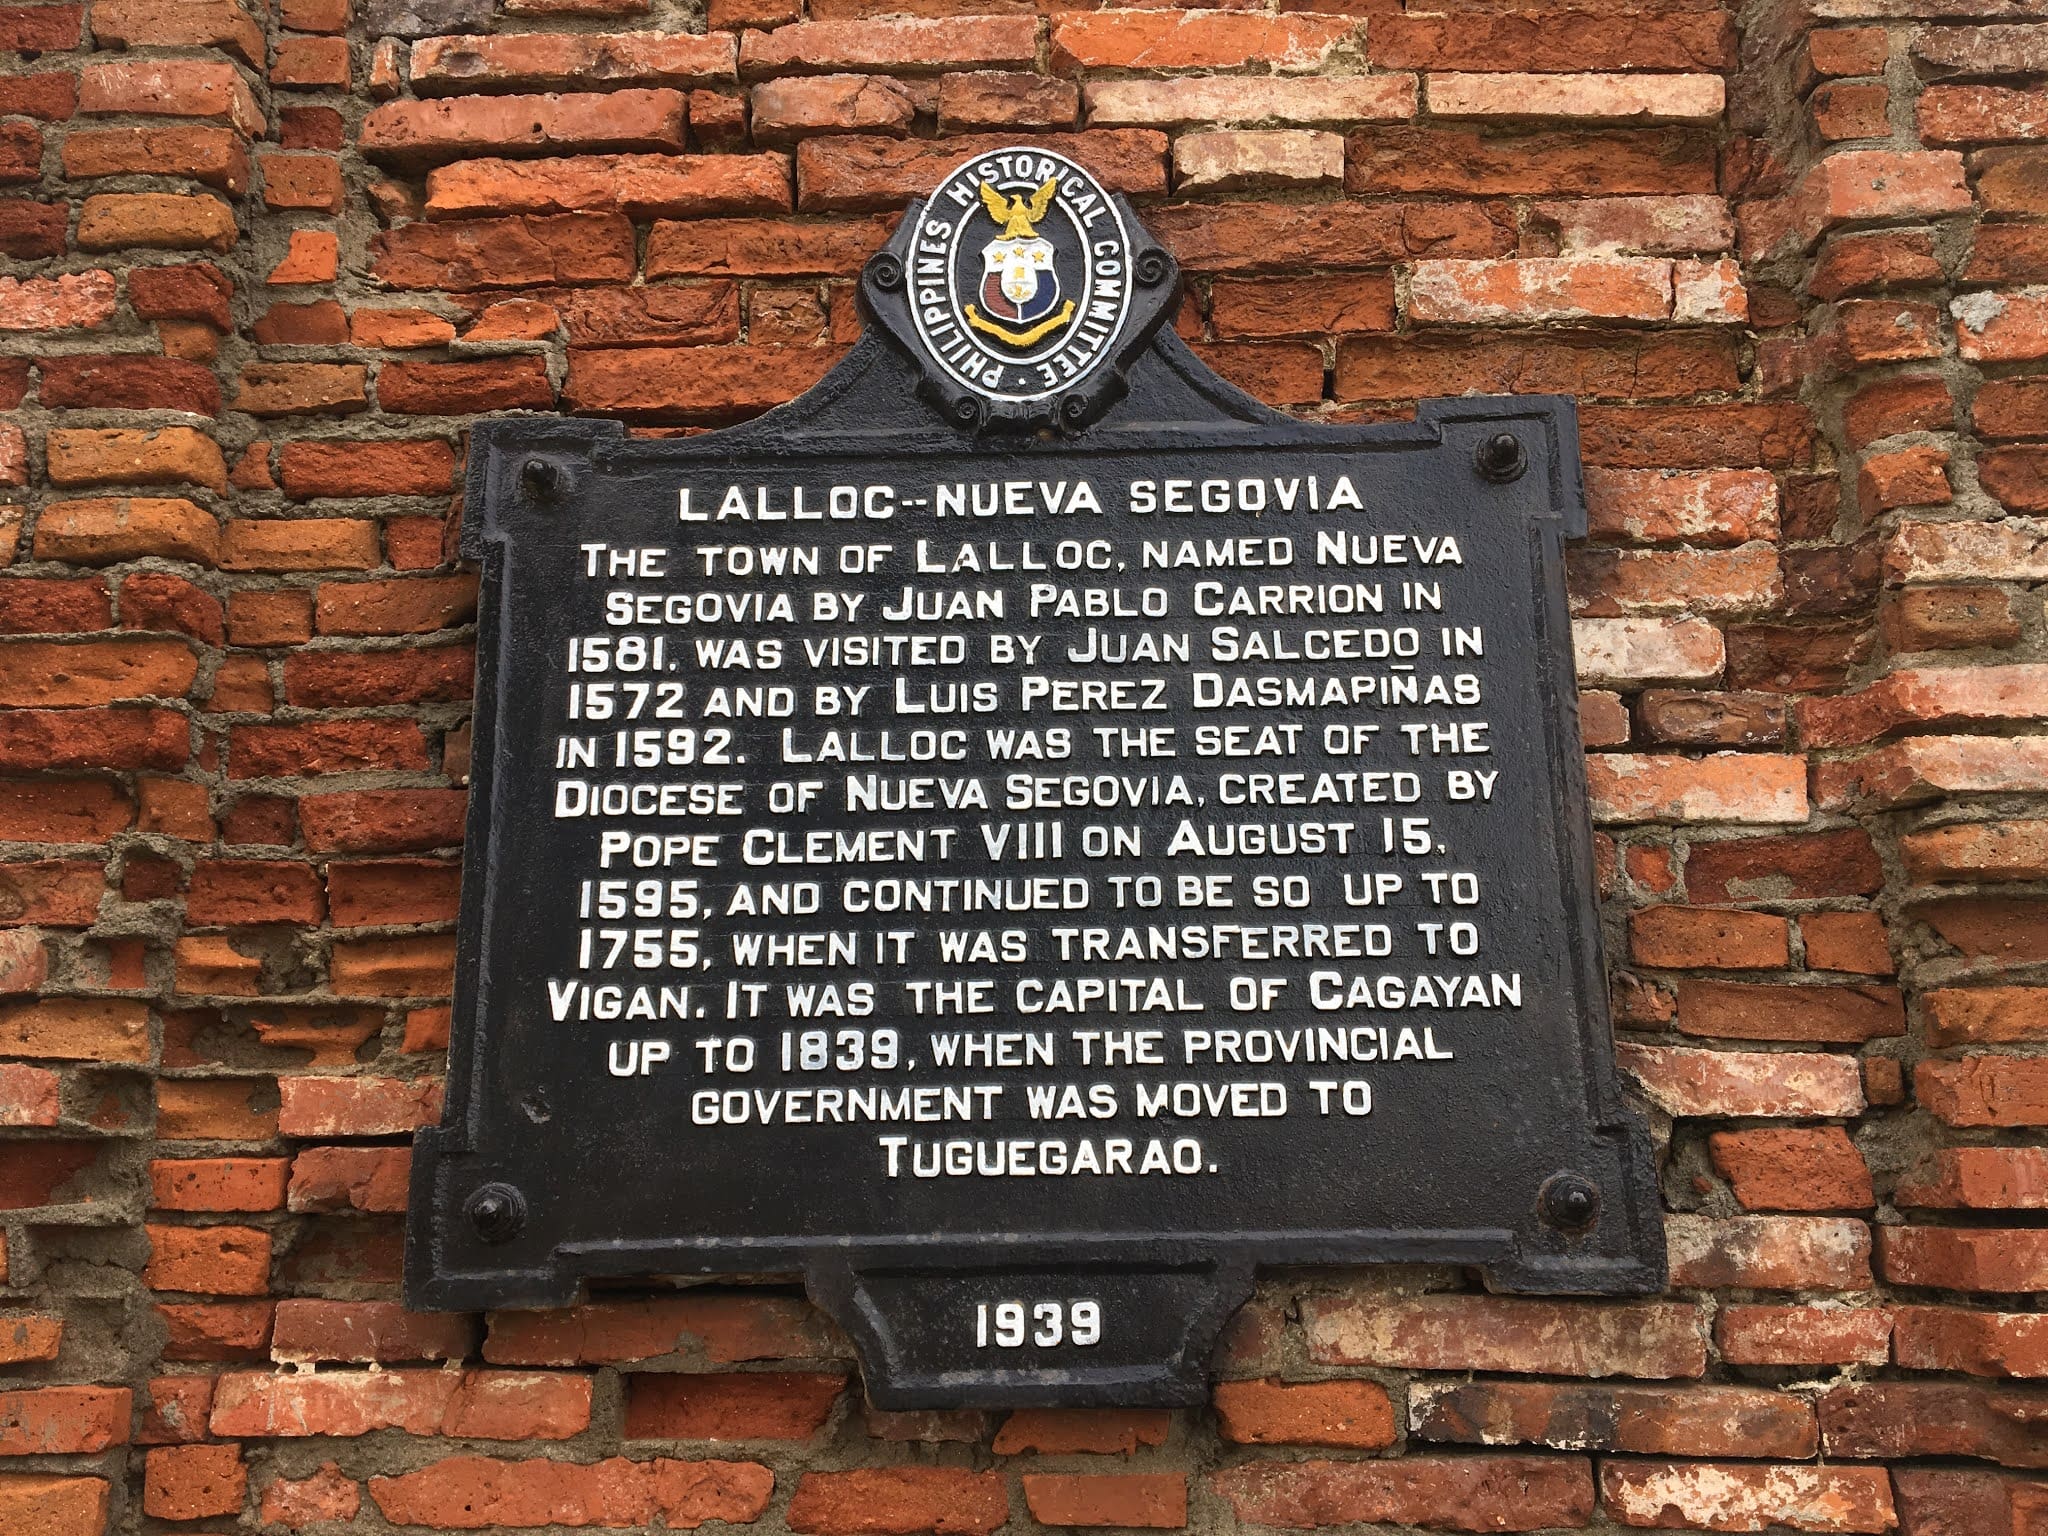 PHILIPPINES HISTORICAL COMMITTEE
LALLOC--NUEVA SEGOVIA
THE TOWN OF LALLOC, NAMED NUEVA
SEGOVIA BY JUAN PABLO CARRION IN
1581, WAS VISITED BY JUAN SALCEDO IN
1572 AND BY LUIS PEREZ DASMAPIÑAS
IN 1592. LALLOC WAS THE SEAT OF THE
DIOCESE OF NUEVA SEGOVIA, CREATED BY
POPE CLEMENT VIII ON AUGUST 15,
1595, AND CONTINUED TO BE SO UP TO
1755, WHEN IT WAS TRANSFERRED TO
VIGAN. IT WAS THE CAPITAL OF CAGAYAN
UP TO 1839, WHEN THE PROVINCIAL
GOVERNMENT WAS MOVED TO
TUGUEGARAO.
1939